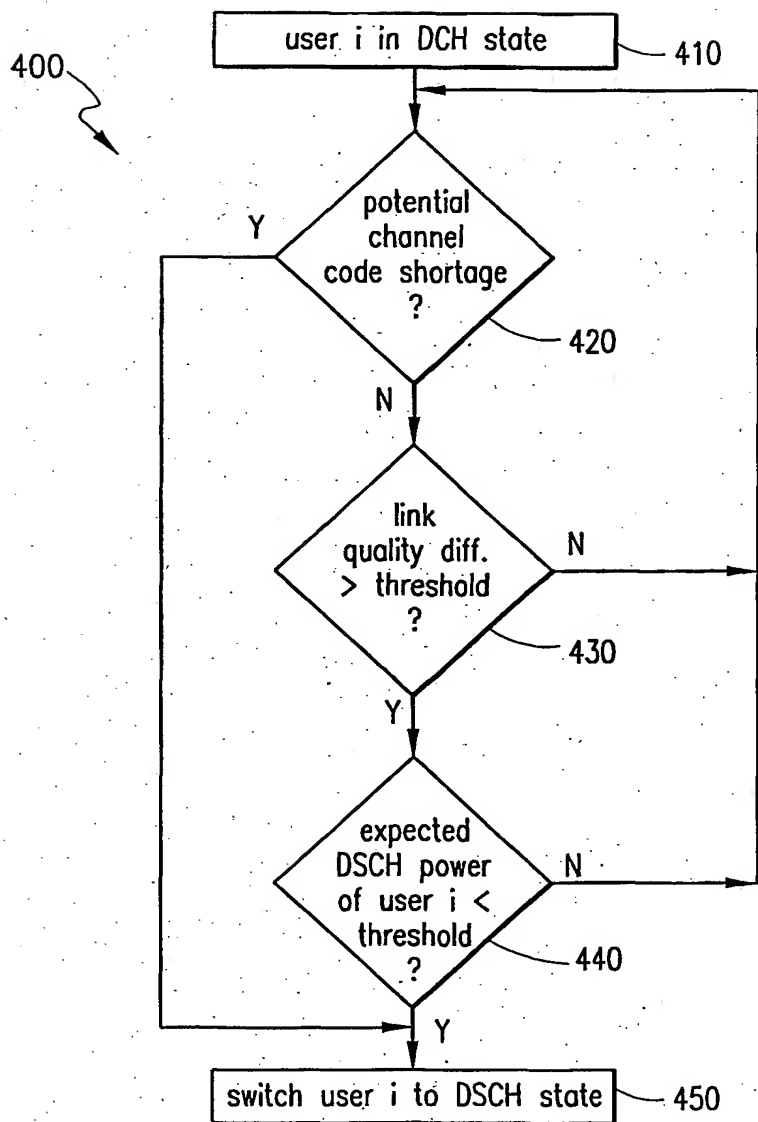 user i in DCH state
410
400
potential
channel
code shortage
?
Y
420
N
link
quality diff.
> threshold
?
N
430
Y
expected
DSCH power
of user i <
threshold
?
N
440
Y
switch user i to DSCH state
450